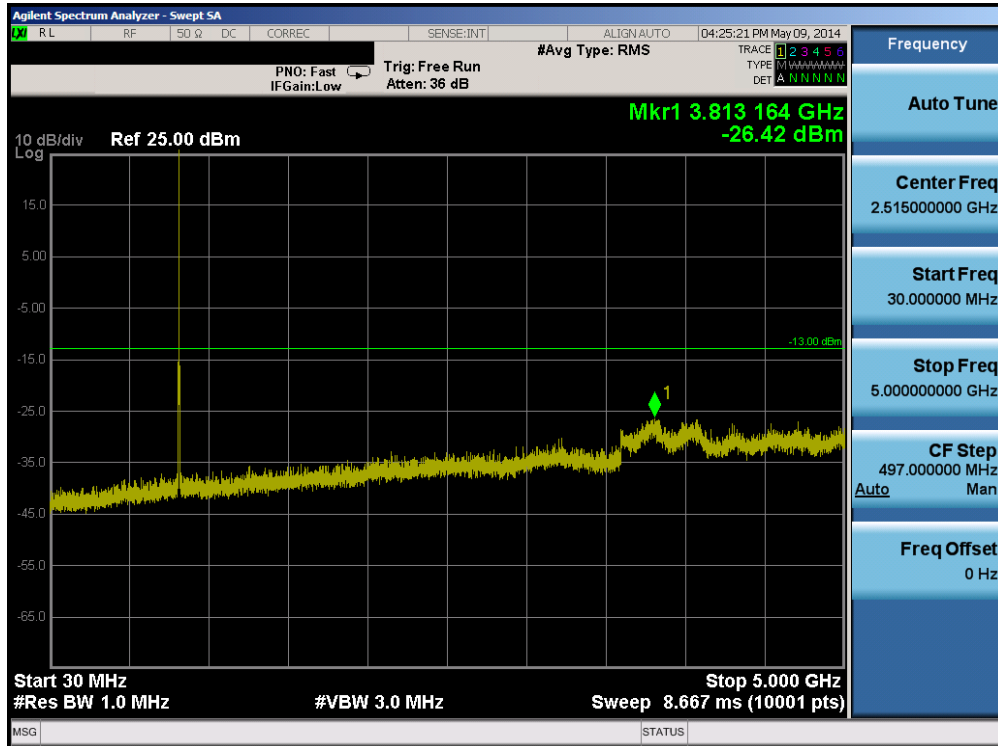 Agilent Spectrum Analyzer - Swept SA
LXI RL RF 50 Ω DC CORREC SENSE:INT ALIGN AUTO 04:25:21 PM May 09, 2014
#Avg Type: RMS
TRACE 1 2 3 4 5 6
PNO: Fast Trig: Free Run TYPE M WWWWW
IFGain:Low Atten: 36 dB DET A N N N N N
Mkr1 3.813 164 GHz
-26.42 dBm
10 dB/div Ref 25.00 dBm
Log
15.0
5.00
-5.00
-13.00 dBm
-15.0
1
-25.0
-35.0
-45.0
-55.0
-65.0
Start 30 MHz Stop 5.000 GHz
#Res BW 1.0 MHz #VBW 3.0 MHz Sweep 8.667 ms (10001 pts)
MSG STATUS
Frequency
Auto Tune
Center Freq
2.515000000 GHz
Start Freq
30.000000 MHz
Stop Freq
5.000000000 GHz
CF Step
497.000000 MHz
Auto Man
Freq Offset
0 Hz